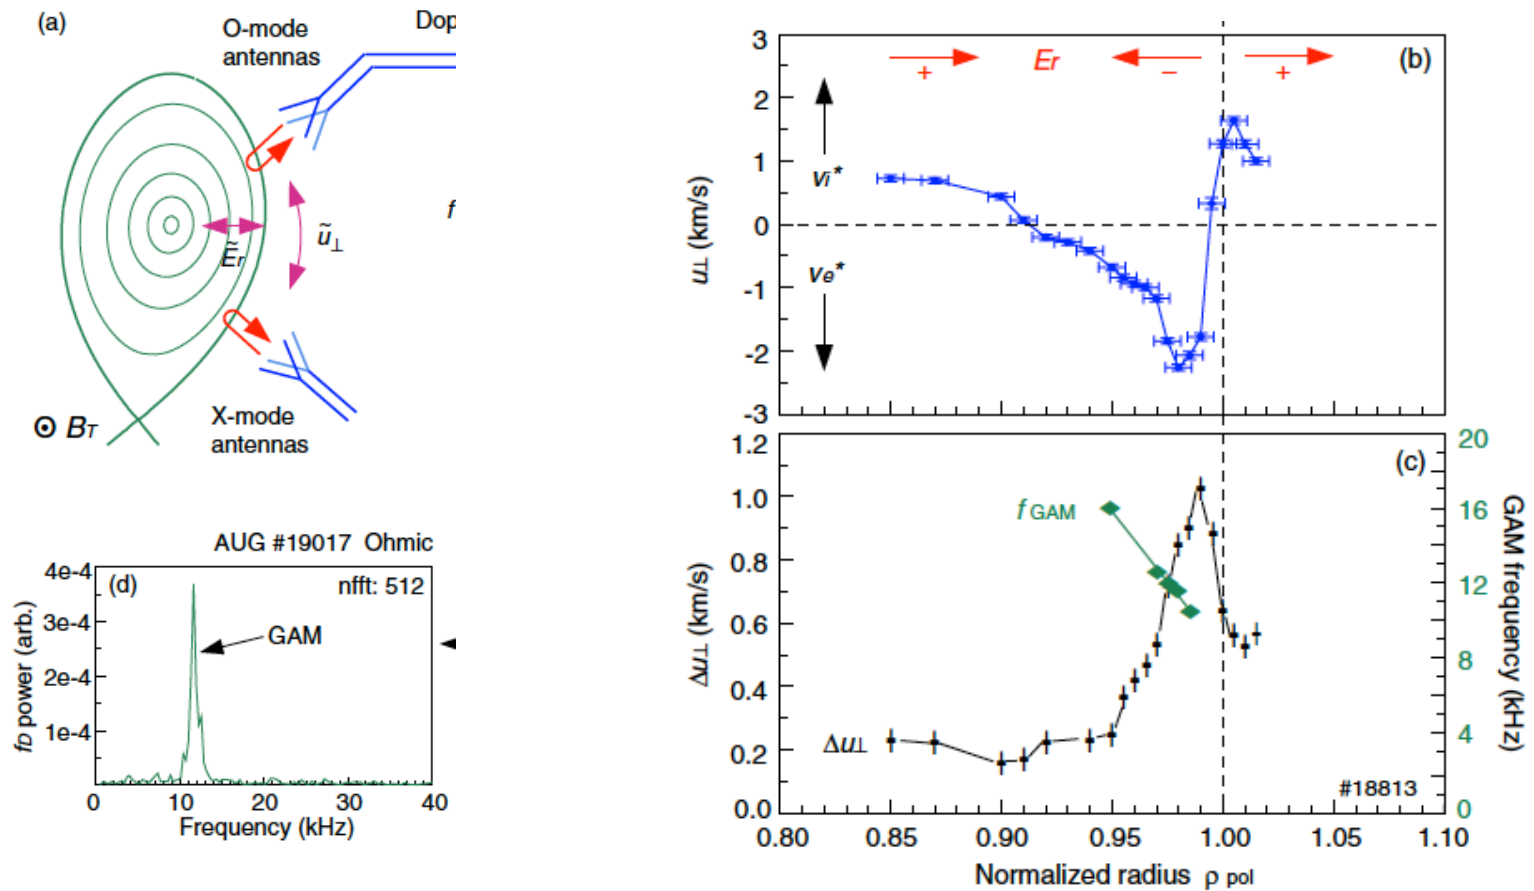 (a)
O-mode
antennas
Dop
f
Ẽr
ũ⊥
X-mode
antennas
⊙ BT
AUG #19017 Ohmic
(d)
nfft: 512
GAM
fD power (arb.)
4e-4
3e-4
2e-4
1e-4
0 10 20 30 40
Frequency (kHz)
(b)
+ Er − +
vi*
ve*
u⊥ (km/s)
3
2
1
0
-1
-2
-3
(c)
f GAM
Δu⊥
#18813
Δu⊥ (km/s)
1.2
1.0
0.8
0.6
0.4
0.2
0.0
20
16
12
8
4
0
GAM frequency
(kHz)
0.80 0.85 0.90 0.95 1.00 1.05 1.10
Normalized radius ρ pol